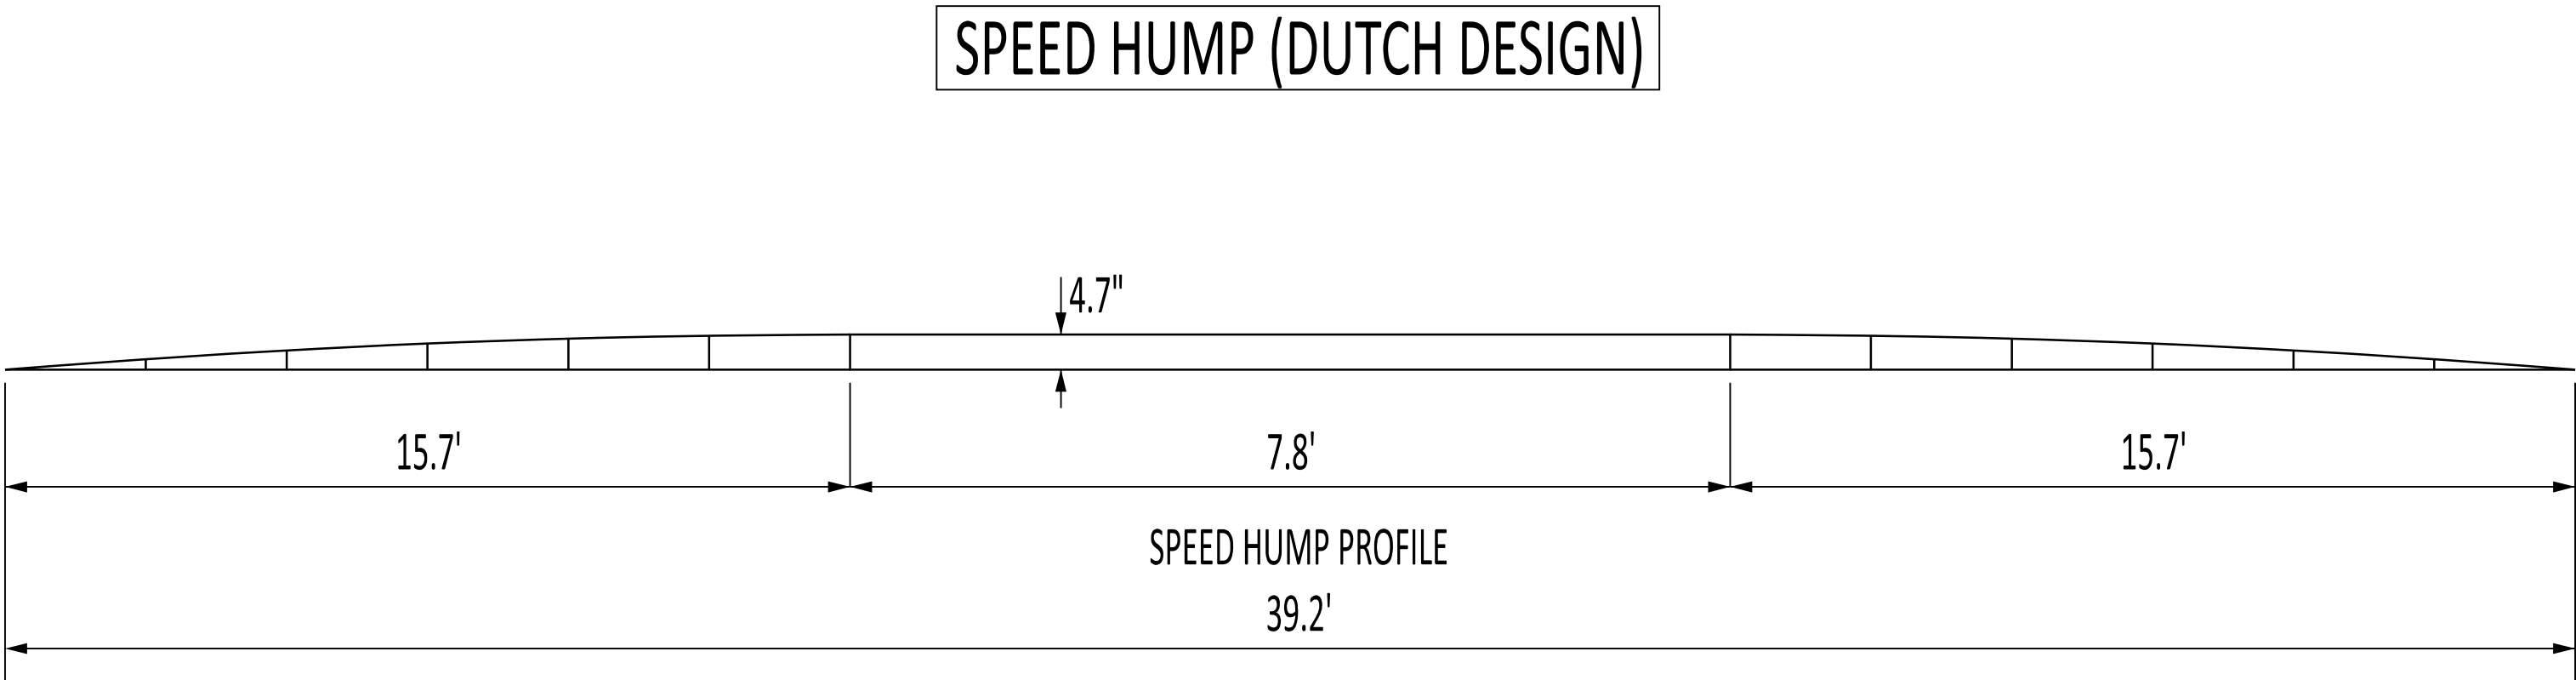 SPEED HUMP (DUTCH DESIGN)
4.7"
15.7'
7.8'
15.7'
SPEED HUMP PROFILE
39.2'